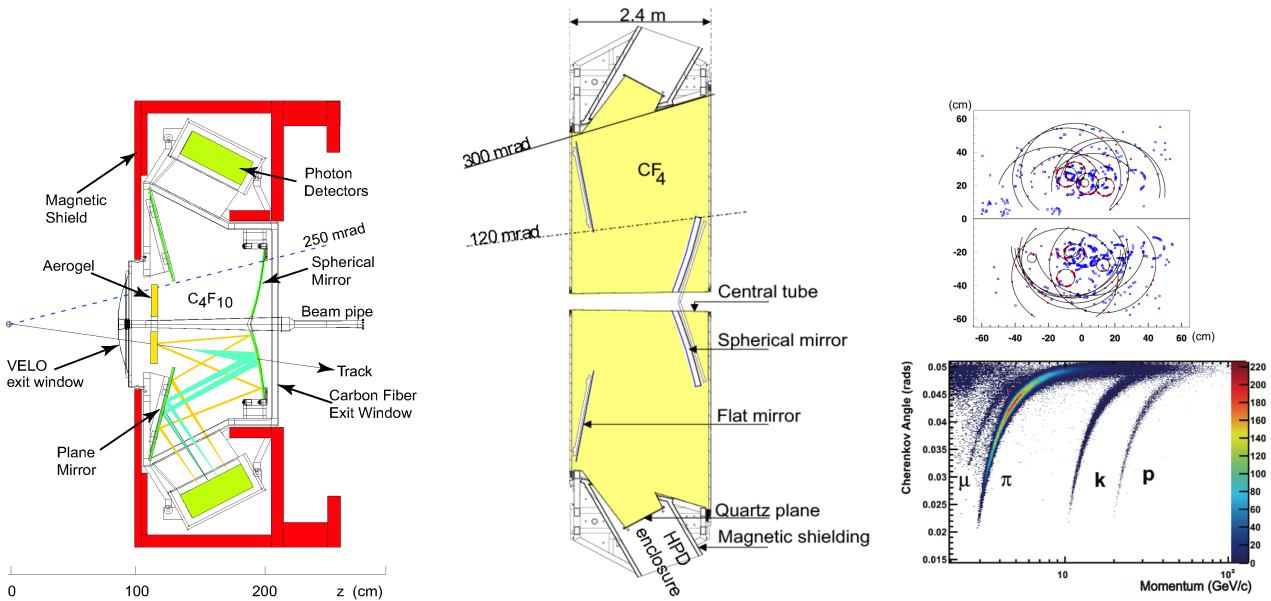 Magnetic
Shield
Photon
Detectors
250 mrad
Aerogel
C4F10
Spherical
Mirror
Beam pipe
VELO
exit window
Track
Carbon Fiber
Exit Window
Plane
Mirror
0
100
200
z (cm)
2.4 m
300 mrad
CF4
120 mrad
Central tube
Spherical mirror
Flat mirror
Quartz plane
Magnetic shielding
HPD
enclosure
(cm)
60
40
20
0
-20
-40
-60
-60 -40 -20 0 20 40 60
(cm)
Cherenkov Angle (rads)
0.05
0.045
0.04
0.035
0.03
0.025
0.02
0.015
μ
π
k
p
10
10²
Momentum (GeV/c)
220
200
180
160
140
120
100
80
60
40
20
0